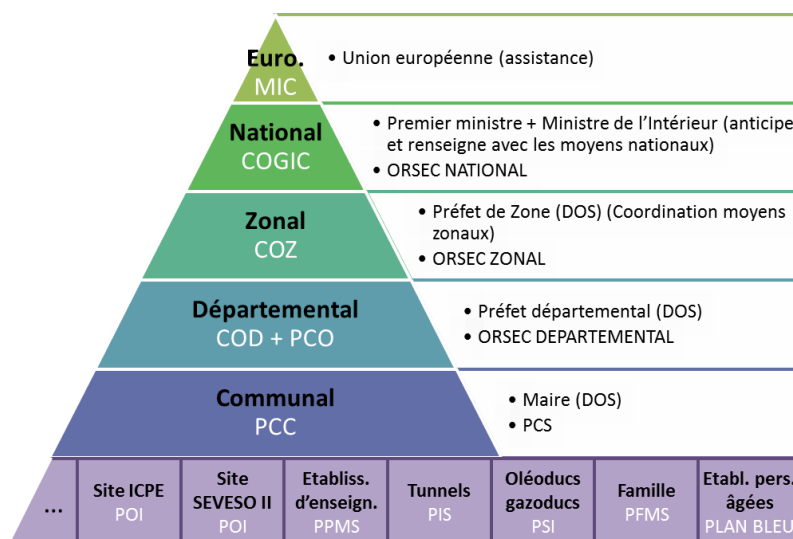 Euro.
MIC
• Union européenne (assistance)
National
COGIC
• Premier ministre + Ministre de l'Intérieur (anticipe
et renseigne avec les moyens nationaux)
• ORSEC NATIONAL
Zonal
COZ
• Préfet de Zone (DOS) (Coordination moyens
zonaux)
• ORSEC ZONAL
Départemental
COD + PCO
• Préfet départemental (DOS)
• ORSEC DEPARTEMENTAL
Communal
PCC
• Maire (DOS)
• PCS
...
Site ICPE
POI
Site
SEVESO II
POI
Etabliss.
d'enseign.
PPMS
Tunnels
PIS
Oléoducs
gazoducs
PSI
Famille
PFMS
Etabl. pers.
âgées
PLAN BLEU